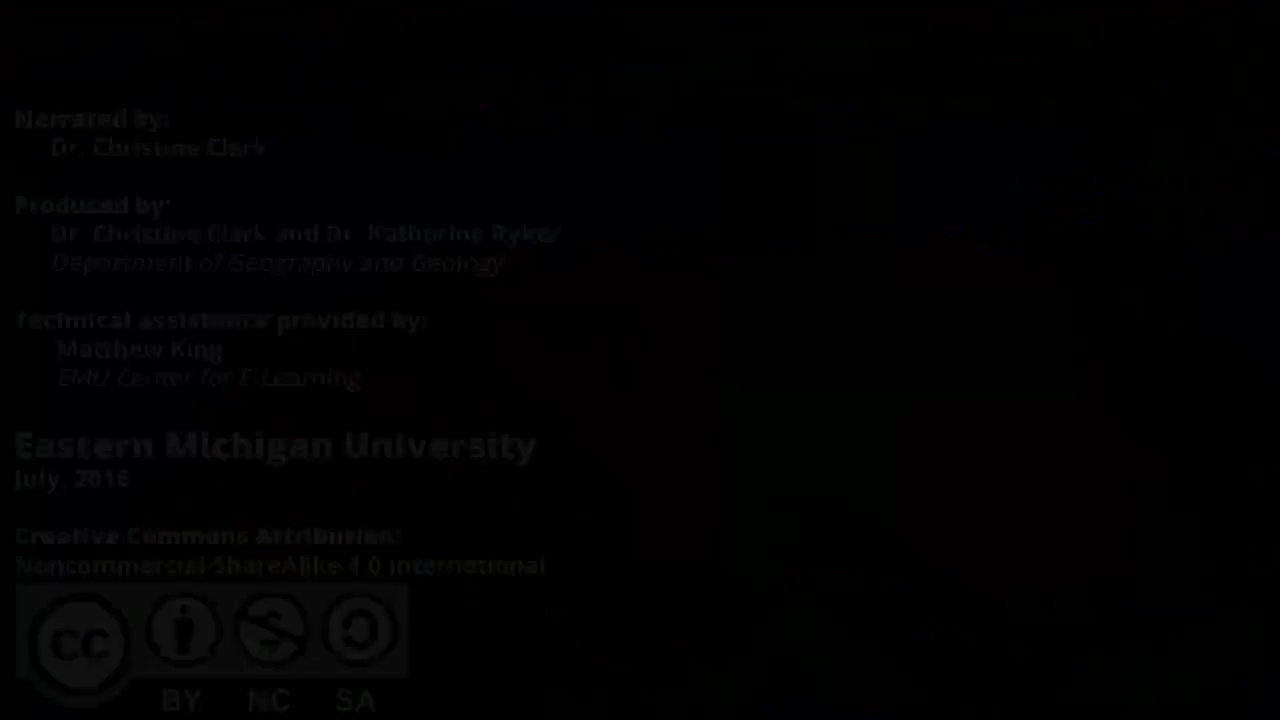 Narrated by:
Dr. Christine Clark
Produced by:
Dr. Christine Clark and Dr. Katherine Ryker
Department of Geography and Geology
Technical assistance provided by:
Matthew King
EMU Center for E-Learning
Eastern Michigan University
July, 2016
Creative Commons Attribution:
Noncommercial-ShareAlike 4.0 International
CC
BY NC SA